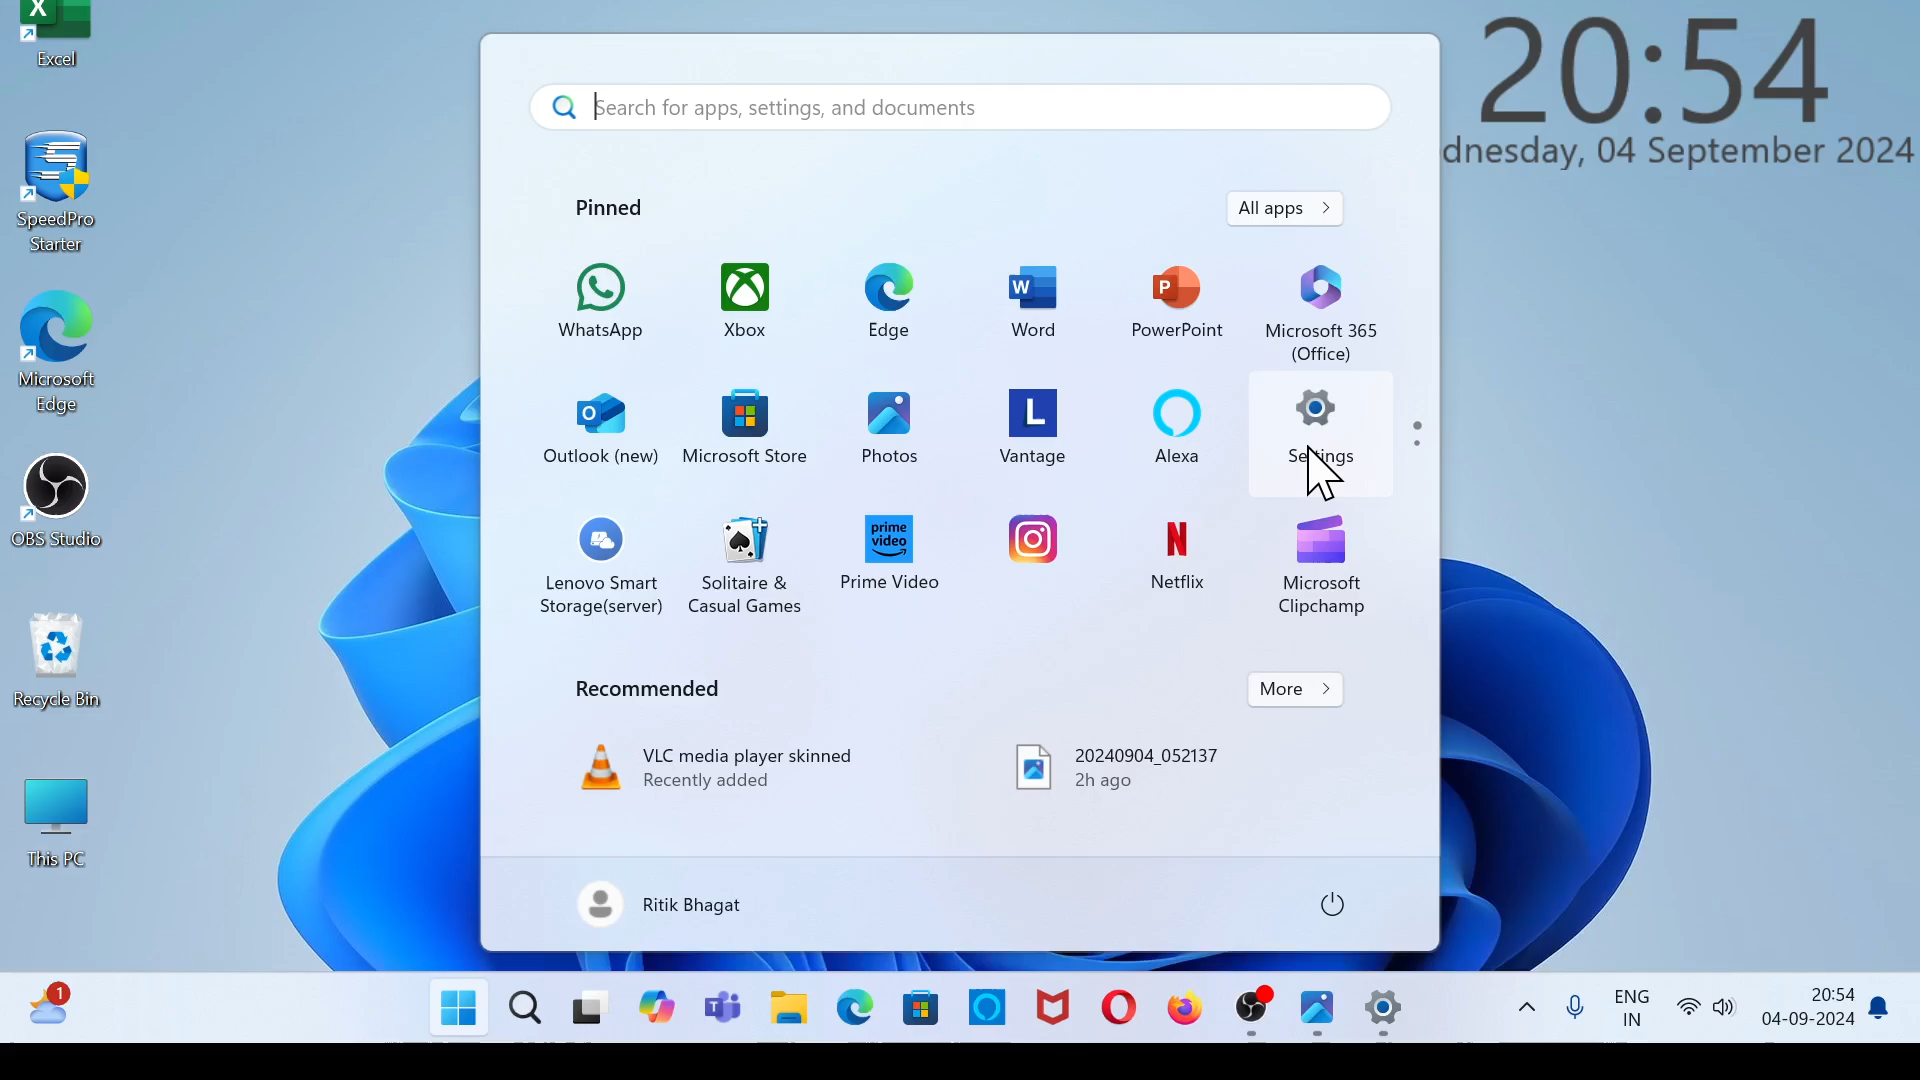 Excel
SpeedPro
Starter
Microsoft
Edge
OBS Studio
Recycle Bin
This PC
20:54
dnesday, 04 September 2024
Search for apps, settings, and documents
Pinned
All apps
WhatsApp
Xbox
Edge
Word
PowerPoint
Microsoft 365
(Office)
Outlook (new)
Microsoft Store
Photos
Vantage
Alexa
Settings
Lenovo Smart
Storage(server)
Solitaire &
Casual Games
prime
video
Prime Video
Netflix
Microsoft
Clipchamp
Recommended
More
VLC media player skinned
Recently added
20240904_052137
2h ago
Ritik Bhagat
1
ENG
IN
20:54
04-09-2024